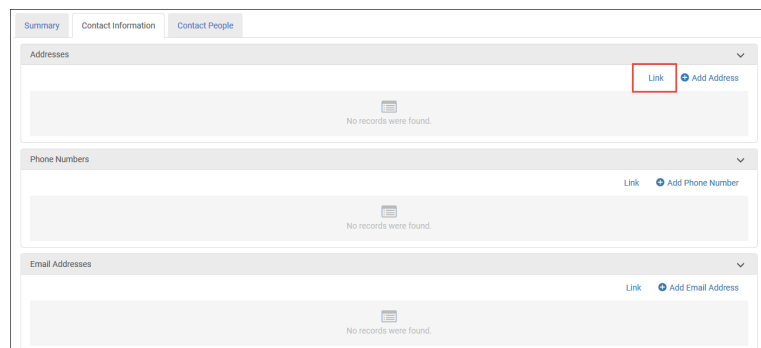 Summary Contact Information Contact People
Addresses
Link Add Address
No records were found.
Phone Numbers
Link Add Phone Number
No records were found.
Email Addresses
Link Add Email Address
No records were found.